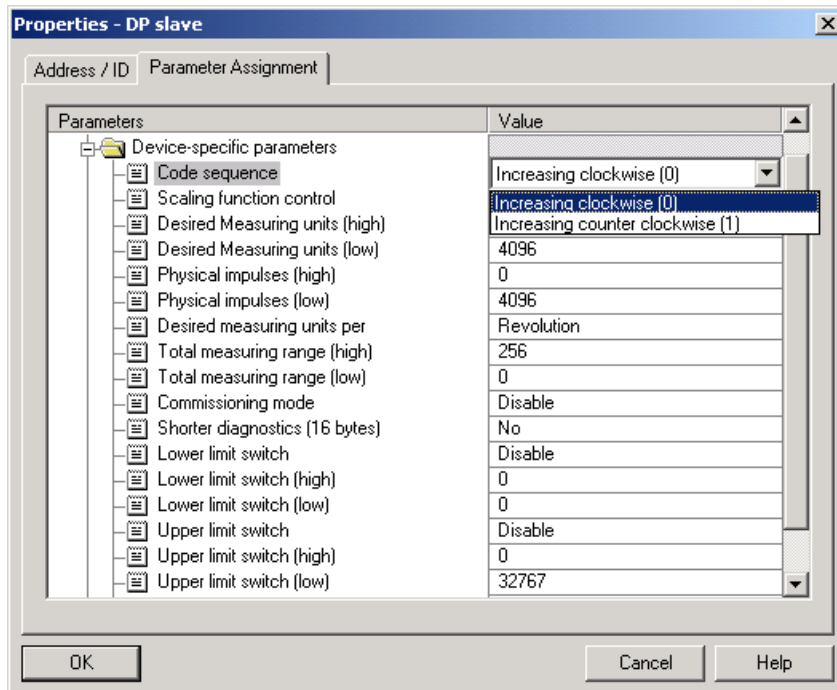 Properties - DP slave
Address / ID Parameter Assignment
Parameters Value
Device-specific parameters
Code sequence Increasing clockwise (0)
Scaling function control Increasing clockwise (0)
Desired Measuring units (high) Increasing counter clockwise (1)
Desired Measuring units (low) 4096
Physical impulses (high) 0
Physical impulses (low) 4096
Desired measuring units per Revolution
Total measuring range (high) 256
Total measuring range (low) 0
Commissioning mode Disable
Shorter diagnostics (16 bytes) No
Lower limit switch Disable
Lower limit switch (high) 0
Lower limit switch (low) 0
Upper limit switch Disable
Upper limit switch (high) 0
Upper limit switch (low) 32767
OK Cancel Help